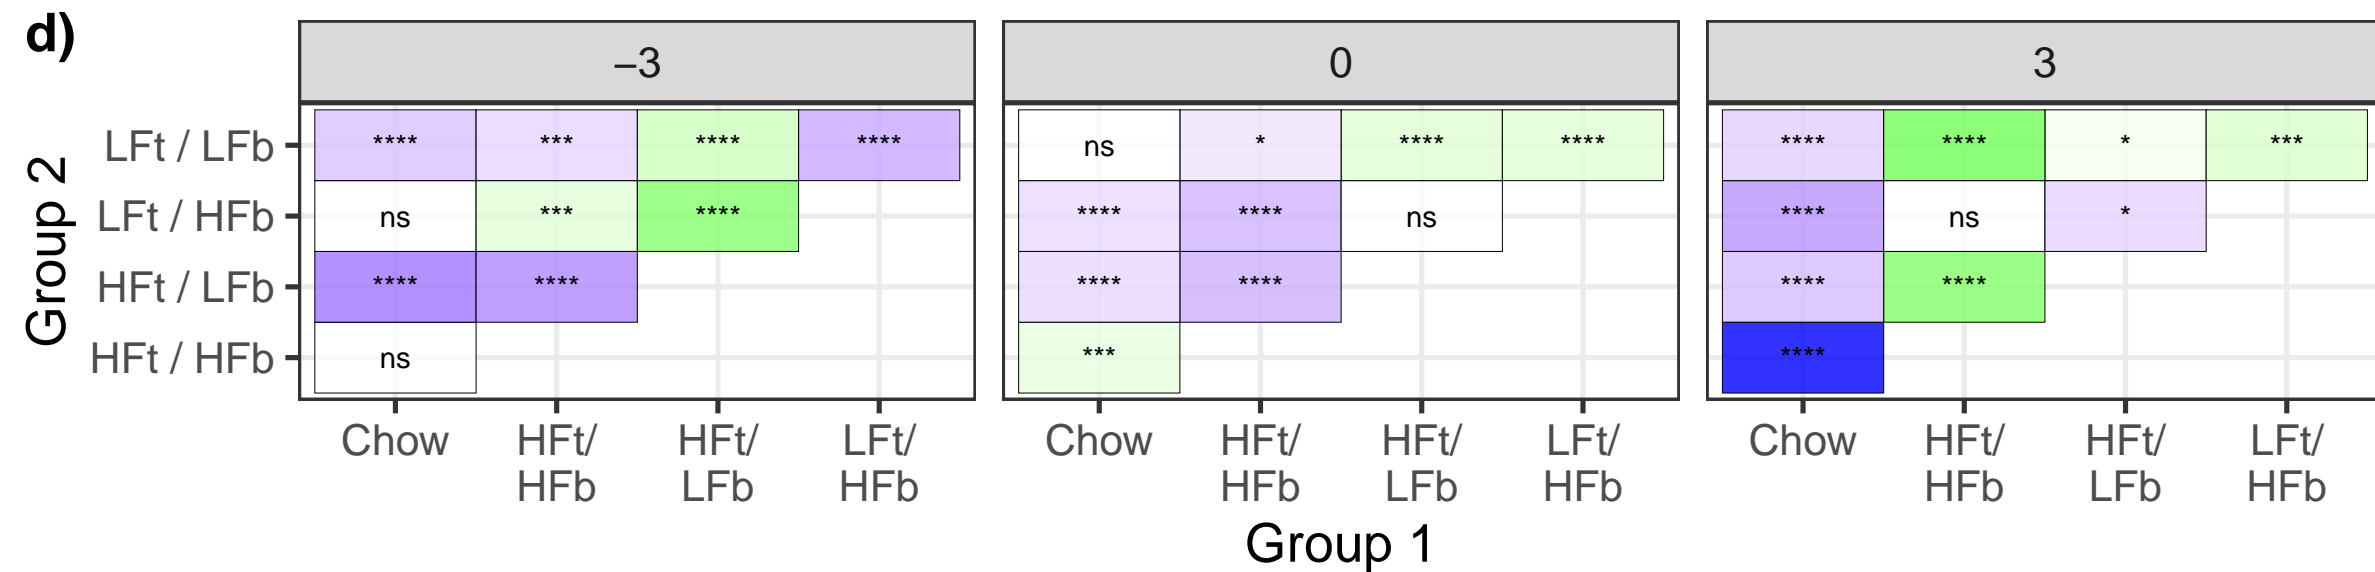 d)
−3 0 3
LFt / LFb **** *** **** **** ns * **** **** **** **** * ***
LFt / HFb ns *** **** **** **** ns **** ns *
HFt / LFb **** **** **** **** **** ****
HFt / HFb ns *** ****
Group 2
Chow HFt/ HFt/ LFt/ Chow HFt/ HFt/ LFt/ Chow HFt/ HFt/ LFt/
HFb LFb HFb HFb LFb HFb HFb LFb HFb
Group 1